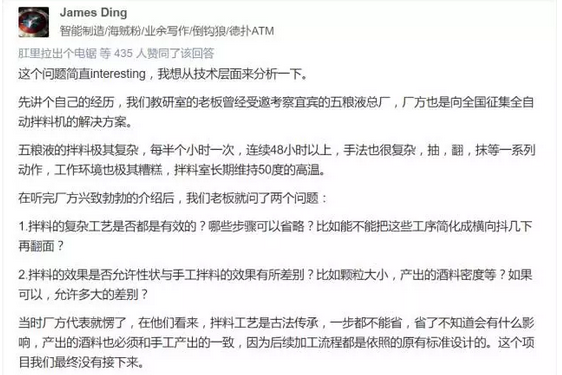 James Ding
智能制造/海贼粉/业余写作/倒钩狼/德扑ATM
肛里拉出个电锯 等 435 人赞同了该回答
这个问题简直interesting，我想从技术层面来分析一下。
先讲个自己的经历，我们教研室的老板曾经受邀考察宜宾的五粮液总厂，厂方也是向全国征集全自
动拌料机的解决方案。
五粮液的拌料极其复杂，每半个小时一次，连续48小时以上，手法也很复杂，抽，翻，抹等一系列
动作，工作环境也极其糟糕，拌料室长期维持50度的高温。
在听完厂方兴致勃勃的介绍后，我们老板就问了两个问题：
1.拌料的复杂工艺是否都是有效的？哪些步骤可以省略？比如能不能把这些工序简化成横向抖几下
再翻面？
2.拌料的效果是否允许性状与手工拌料的效果有所差别？比如颗粒大小，产出的酒料密度等？如果
可以，允许多大的差别？
当时厂方代表就愣了，在他们看来，拌料工艺是古法传承，一步都不能省，省了不知道会有什么影
响，产出的酒料也必须和手工产出的一致，因为后续加工流程都是依照的原有标准设计的。这个项
目我们最终没有接下来。